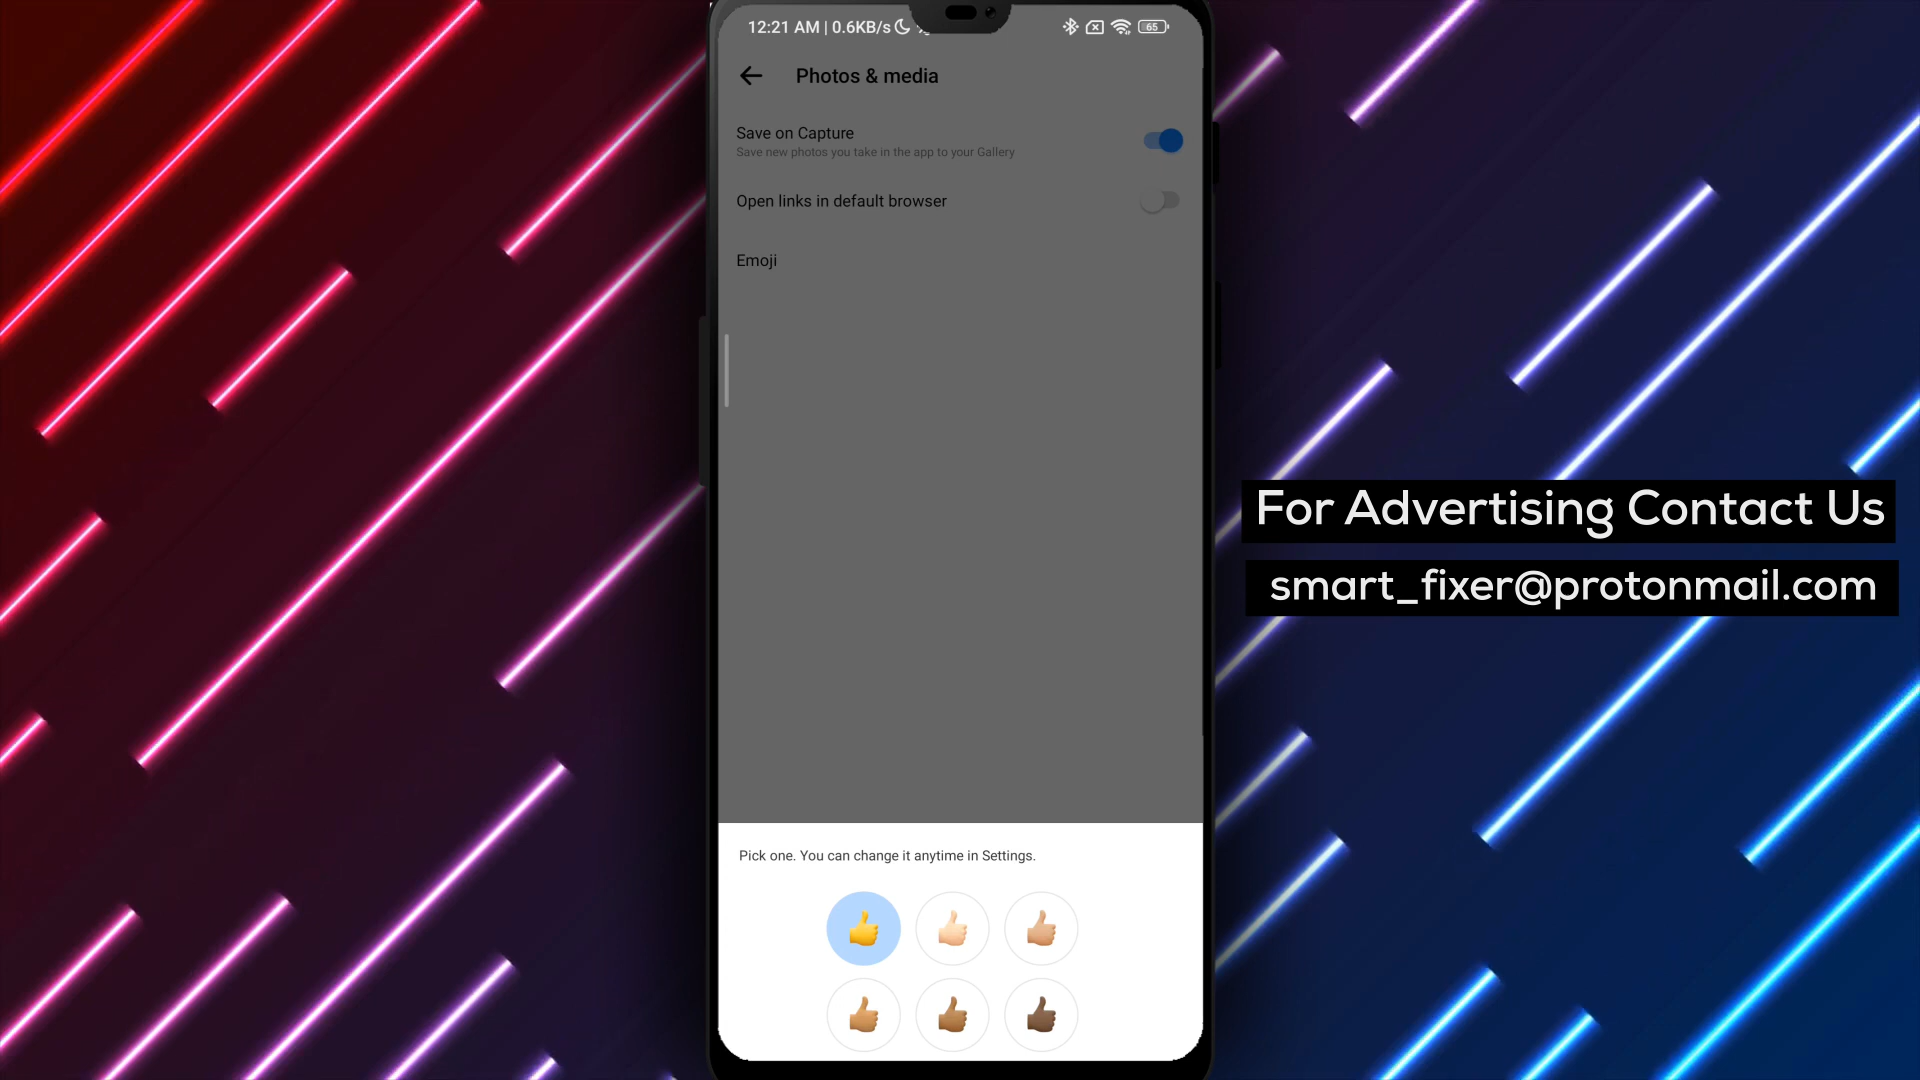 12:21 AM | 0.6KB/s
65
Photos & media
Save on Capture
Save new photos you take in the app to your Gallery
Open links in default browser
Emoji
For Advertising Contact Us
smart_fixer@protonmail.com
Pick one. You can change it anytime in Settings.